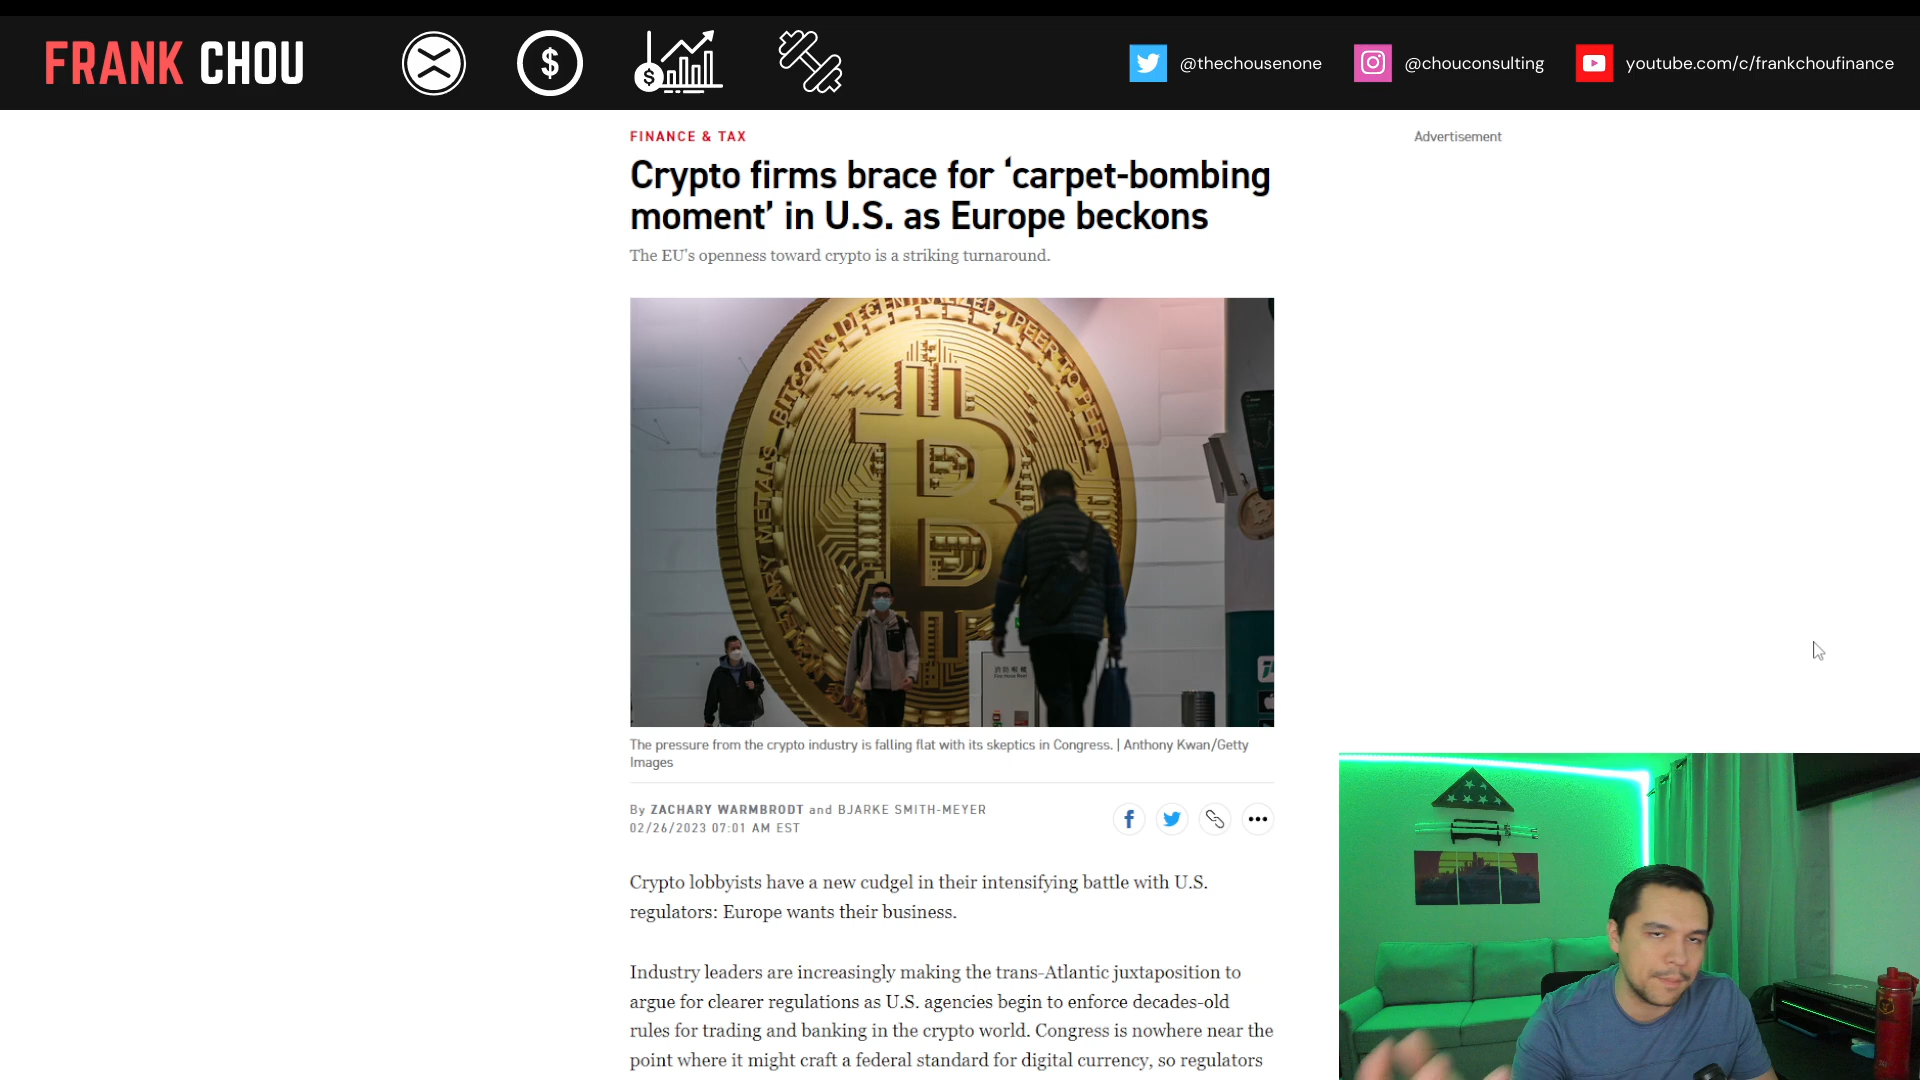 FRANK CHOU
@thechousenone
@chouconsulting
youtube.com/c/frankchoufinance
FINANCE & TAX
Advertisement
Crypto firms brace for ‘carpet-bombing
moment’ in U.S. as Europe beckons
The EU's openness toward crypto is a striking turnaround.
BITCOIN • DECENTRALIZED • PEER TO PEER
The pressure from the crypto industry is falling flat with its skeptics in Congress. | Anthony Kwan/Getty
Images
By ZACHARY WARMBRODT and BJARKE SMITH-MEYER
02/26/2023 07:01 AM EST
Crypto lobbyists have a new cudgel in their intensifying battle with U.S.
regulators: Europe wants their business.
Industry leaders are increasingly making the trans-Atlantic juxtaposition to
argue for clearer regulations as U.S. agencies begin to enforce decades-old
rules for trading and banking in the crypto world. Congress is nowhere near the
point where it might craft a federal standard for digital currency, so regulators